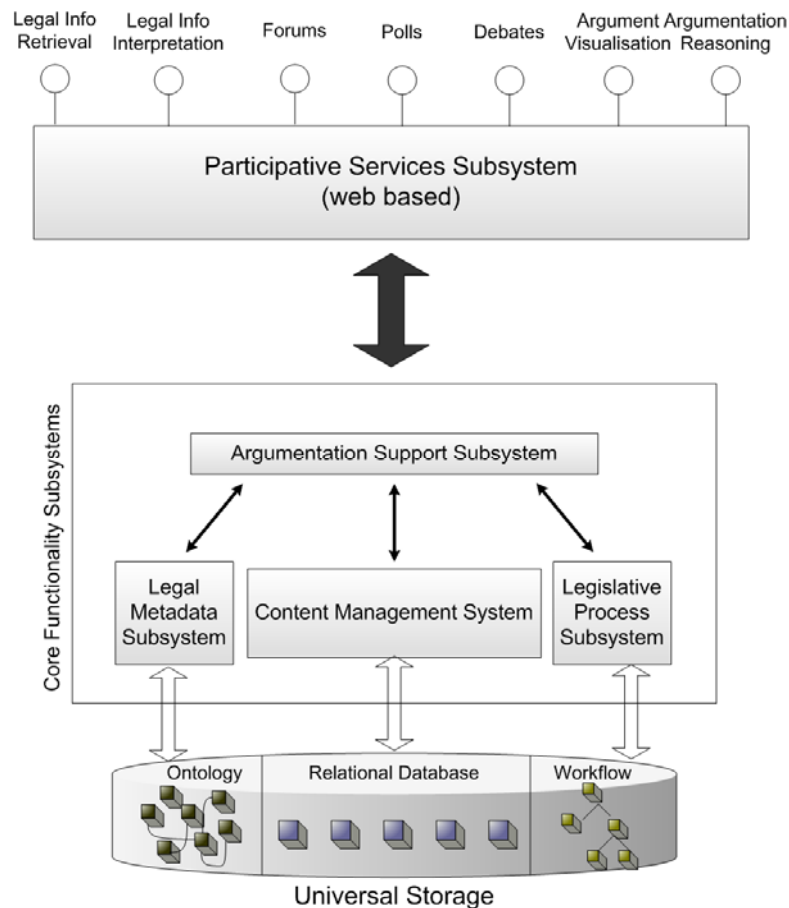 Legal Info
Retrieval
Legal Info
Interpretation
Forums
Polls
Debates
Argument
Visualisation
Argumentation
Reasoning
Participative Services Subsystem
(web based)
Core Functionality Subsystems
Argumentation Support Subsystem
Legal
Metadada
Subsystem
Content Management System
Legislative
Process
Subsystem
Ontology
Relational Database
Workflow
Universal Storage